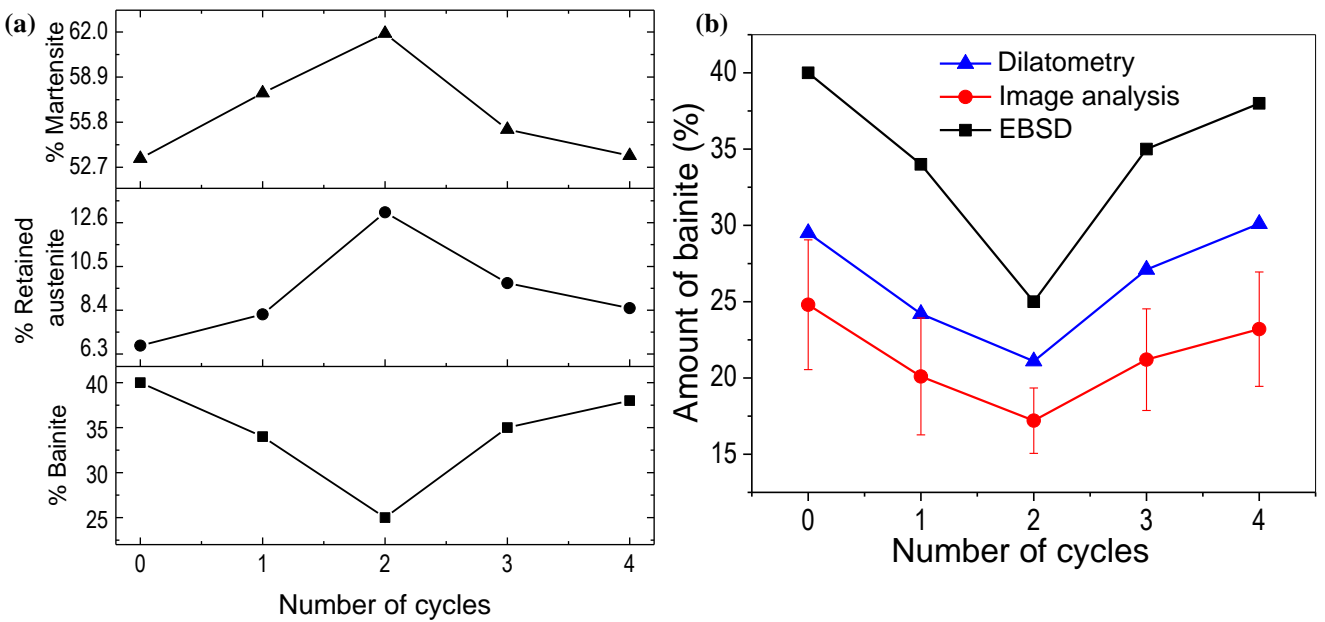 (a)
% Martensite
62.0
58.9
55.8
52.7
% Retained
austenite
12.6
10.5
8.4
6.3
% Bainite
40
35
30
25
0 1 2 3 4
Number of cycles
(b)
Amount of bainite (%)
40
35
30
25
20
15
Dilatometry
Image analysis
EBSD
0 1 2 3 4
Number of cycles